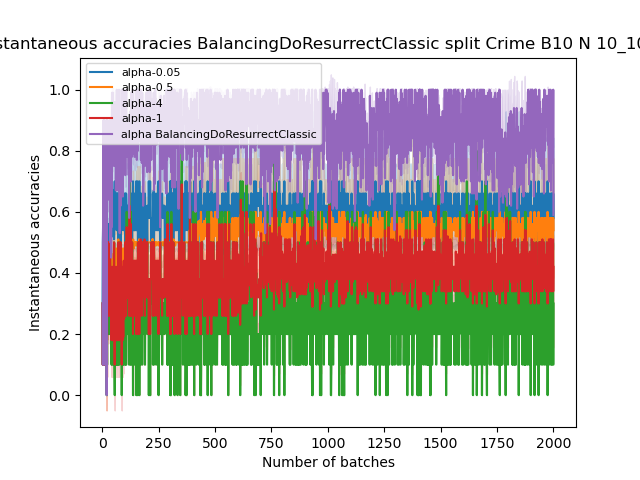 stantaneous accuracies BalancingDoResurrectClassic split Crime B10 N 10_10
alpha-0.05
alpha-0.5
alpha-4
alpha-1
alpha BalancingDoResurrectClassic
Instantaneous accuracies
1.0
0.8
0.6
0.4
0.2
0.0
0 250 500 750 1000 1250 1500 1750 2000
Number of batches